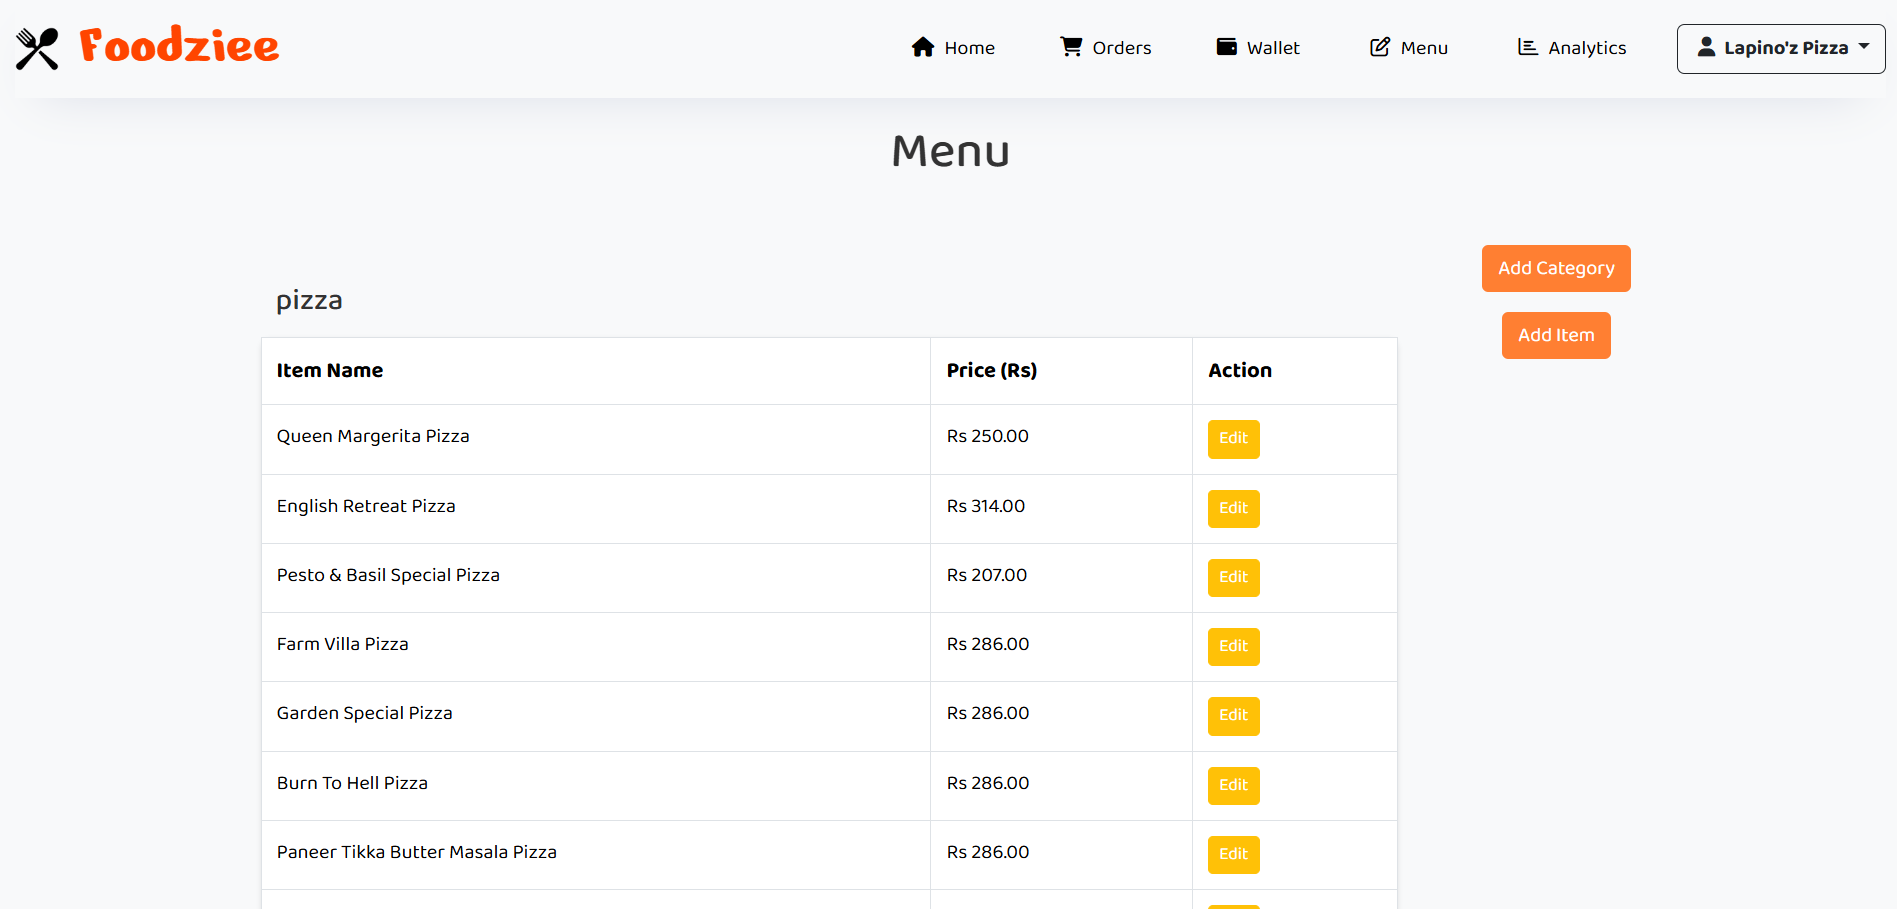 Foodziee
Home Orders Wallet Menu Analytics Lapino'z Pizza
Menu
Add Category
pizza
Add Item
Item Name Price (Rs) Action
Queen Margerita Pizza Rs 250.00 Edit
English Retreat Pizza Rs 314.00 Edit
Pesto & Basil Special Pizza Rs 207.00 Edit
Farm Villa Pizza Rs 286.00 Edit
Garden Special Pizza Rs 286.00 Edit
Burn To Hell Pizza Rs 286.00 Edit
Paneer Tikka Butter Masala Pizza Rs 286.00 Edit